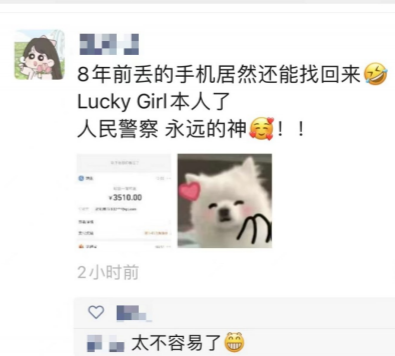 8年前丢的手机居然还能找回来🤣
Lucky Girl本人了
人民警察 永远的神🥰！！
¥3510.00
2小时前
太不容易了😁